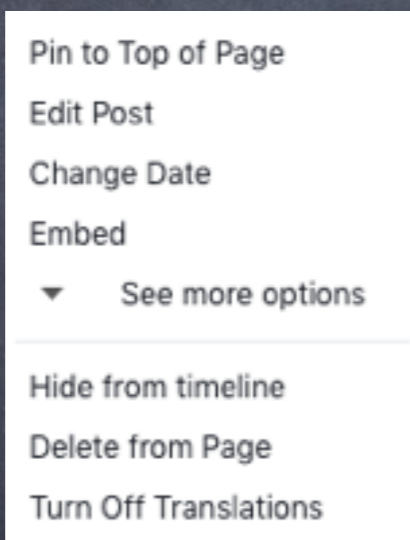 Pin to Top of Page
Edit Post
Change Date
Embed
See more options
Hide from timeline
Delete from Page
Turn Off Translations